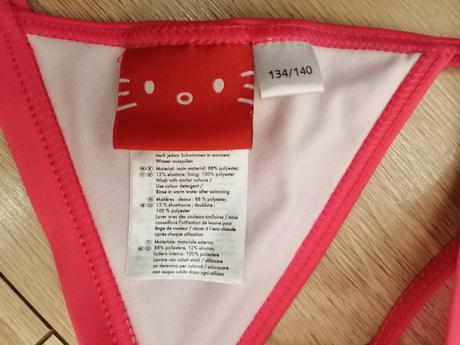 134/140
nach jedem Schwimmen in warmem
Wasser ausspülen
Material: main material: 88% polyester,
12% elastane; lining: 100% polyester
Wash with similar colours /
Use colour detergent /
Rinse in warm water after swimming
Matières : dessus : 88 % polyester,
12 % élasthanne ; doublure :
100 % polyester
Laver avec des couleurs similaires / nous
conseillons l'utilisation de lessive pour
linge de couleur / rincer à l'eau chaude
après chaque utilisation
Materiale: materiale esterno:
88% poliestere, 12% elastan;
fodera interna: 100% poliestere
Lavare con colori simili / utilizzare
un detersivo per colorati / sciacquare
con acqua calda dopo ogni utilizzo